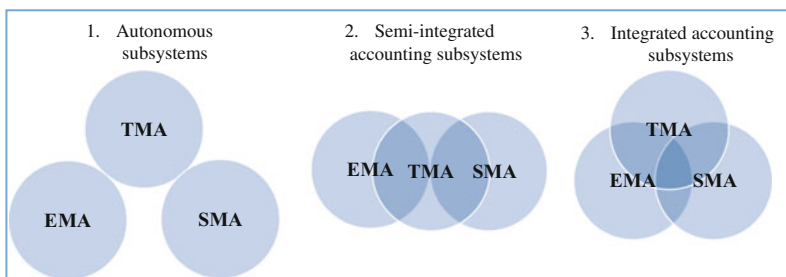 1. Autonomous
subsystems
TMA
EMA
SMA
2. Semi-integrated
accounting subsystems
EMA TMA SMA
3. Integrated accounting
subsystems
TMA
EMA SMA